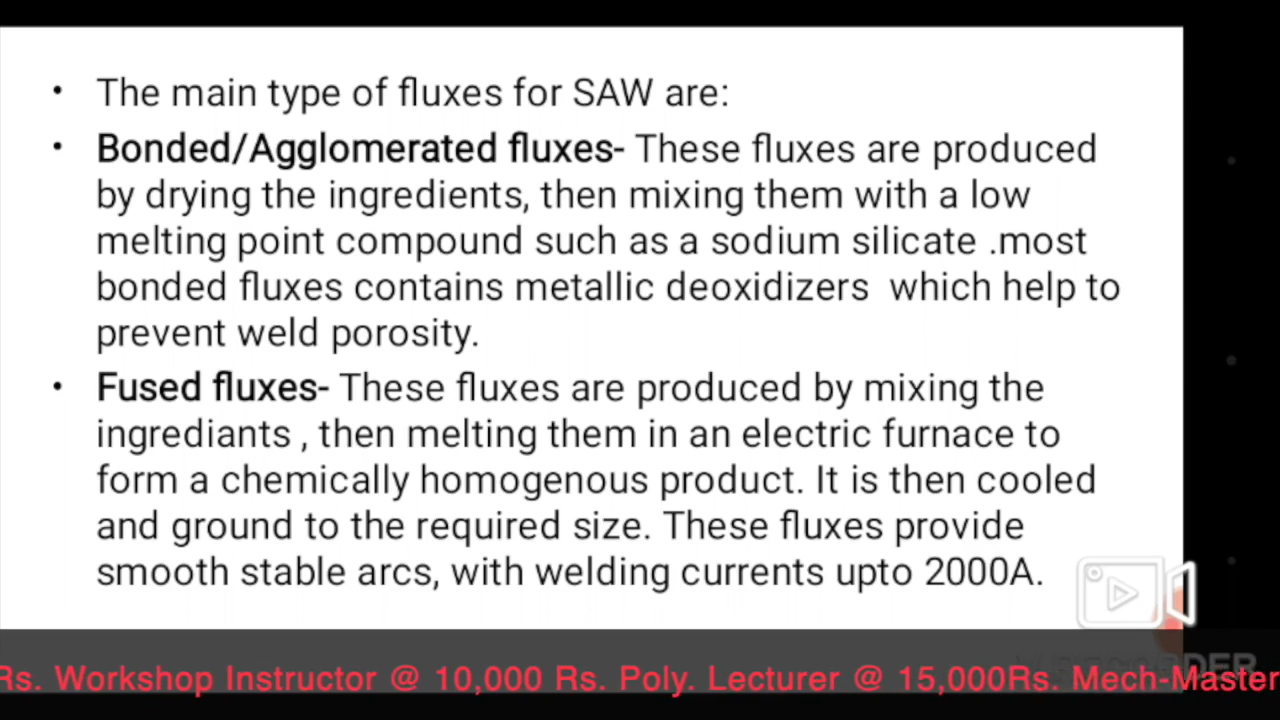 • The main type of fluxes for SAW are:
• Bonded/Agglomerated fluxes- These fluxes are produced
by drying the ingredients, then mixing them with a low
melting point compound such as a sodium silicate .most
bonded fluxes contains metallic deoxidizers  which help to
prevent weld porosity.
• Fused fluxes- These fluxes are produced by mixing the
ingrediants , then melting them in an electric furnace to
form a chemically homogenous product. It is then cooled
and ground to the required size. These fluxes provide
smooth stable arcs, with welding currents upto 2000A.
Rs. Workshop Instructor @ 10,000 Rs. Poly. Lecturer @ 15,000Rs. Mech-Master